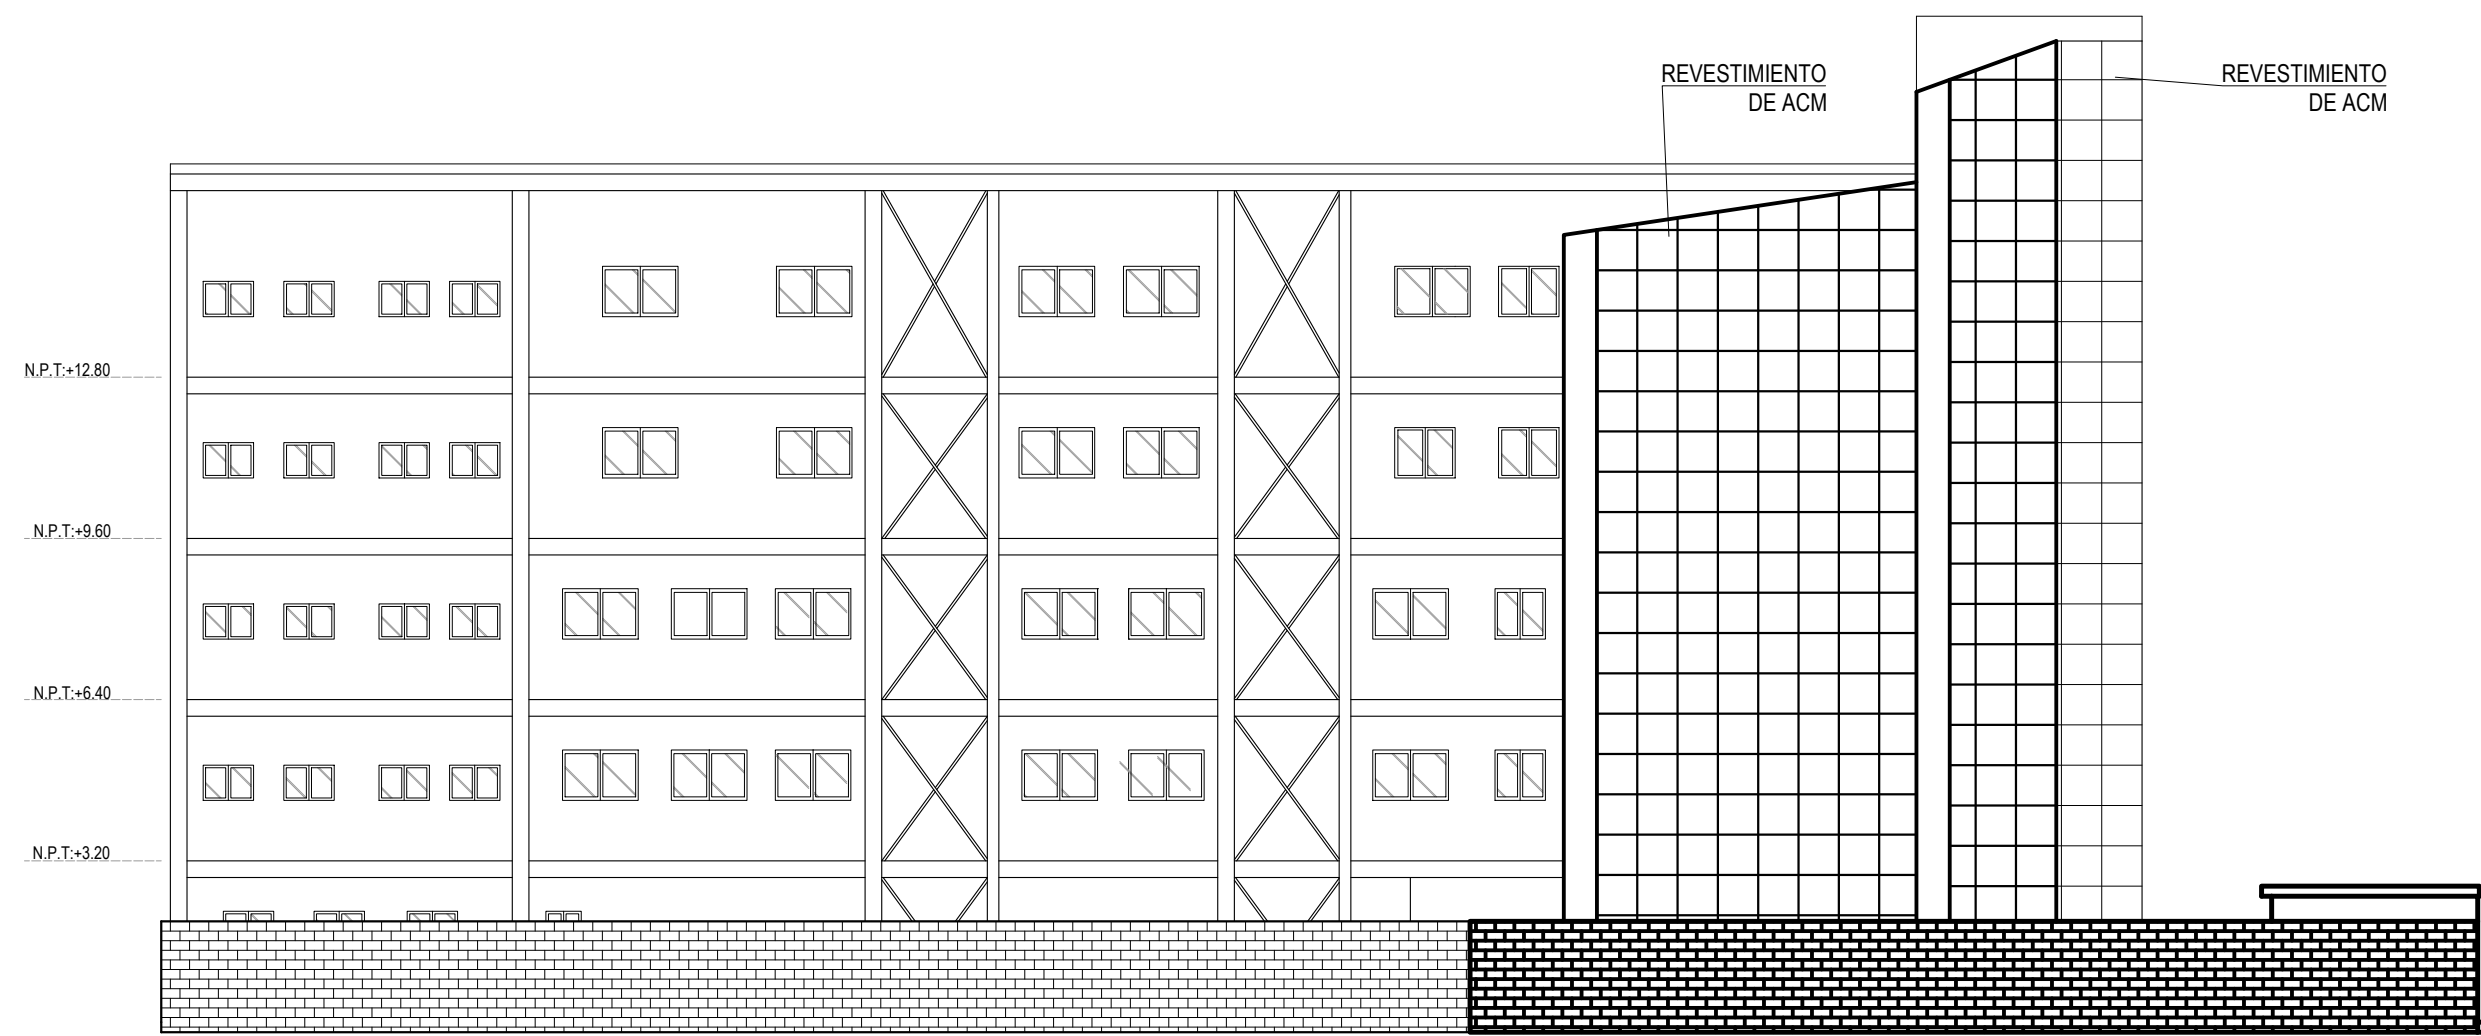 REVESTIMIENTO
DE ACM
REVESTIMIENTO
DE ACM
N.P.T:+12.80
N.P.T:+9.60
N.P.T:+6.40
N.P.T:+3.20